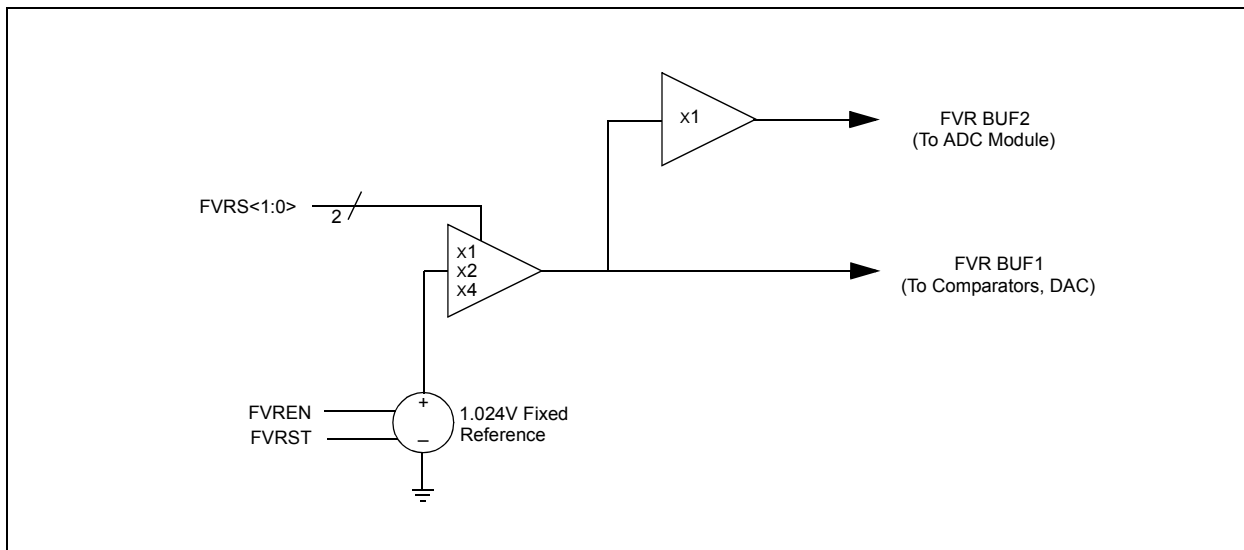 x1
FVR BUF2
(To ADC Module)
FVRS<1:0>
2
x1
x2
x4
FVR BUF1
(To Comparators, DAC)
FVREN
FVRST
+
–
1.024V Fixed
Reference